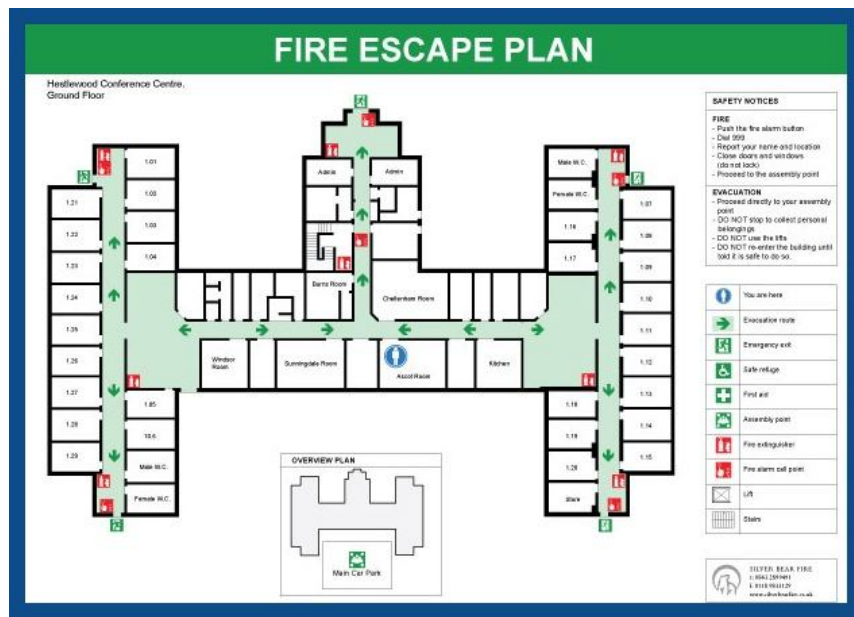 FIRE ESCAPE PLAN
Hestlewood Conference Centre,
Ground Floor
1.01
1.02
1.03
1.04
1.21
1.22
1.23
1.24
1.25
1.26
1.27
1.28
1.29
1.05
10.6
Male W.C.
Female W.C.
Admin
Admin
Barns Room
Cheltenham Room
Windsor
Room
Sunningdale Room
Ascot Room
Kitchen
Male W.C.
Female W.C.
1.16
1.17
1.07
1.08
1.09
1.10
1.11
1.12
1.13
1.14
1.15
1.18
1.19
1.20
Store
OVERVIEW PLAN
Main Car Park
SAFETY NOTICES
FIRE
- Push the fire alarm button
- Dial 999
- Report your name and location
- Close doors and windows
(do not lock)
- Proceed to the assembly point
EVACUATION
- Proceed directly to your assembly
point
- DO NOT stop to collect personal
belongings
- DO NOT use the lifts
- DO NOT re-enter the building until
told it is safe to do so.
You are here
Evacuation route
Emergency exit
Safe refuge
First aid
Assembly point
Fire extinguisher
Fire alarm call point
Lift
Stairs
SILVER BEAR FIRE